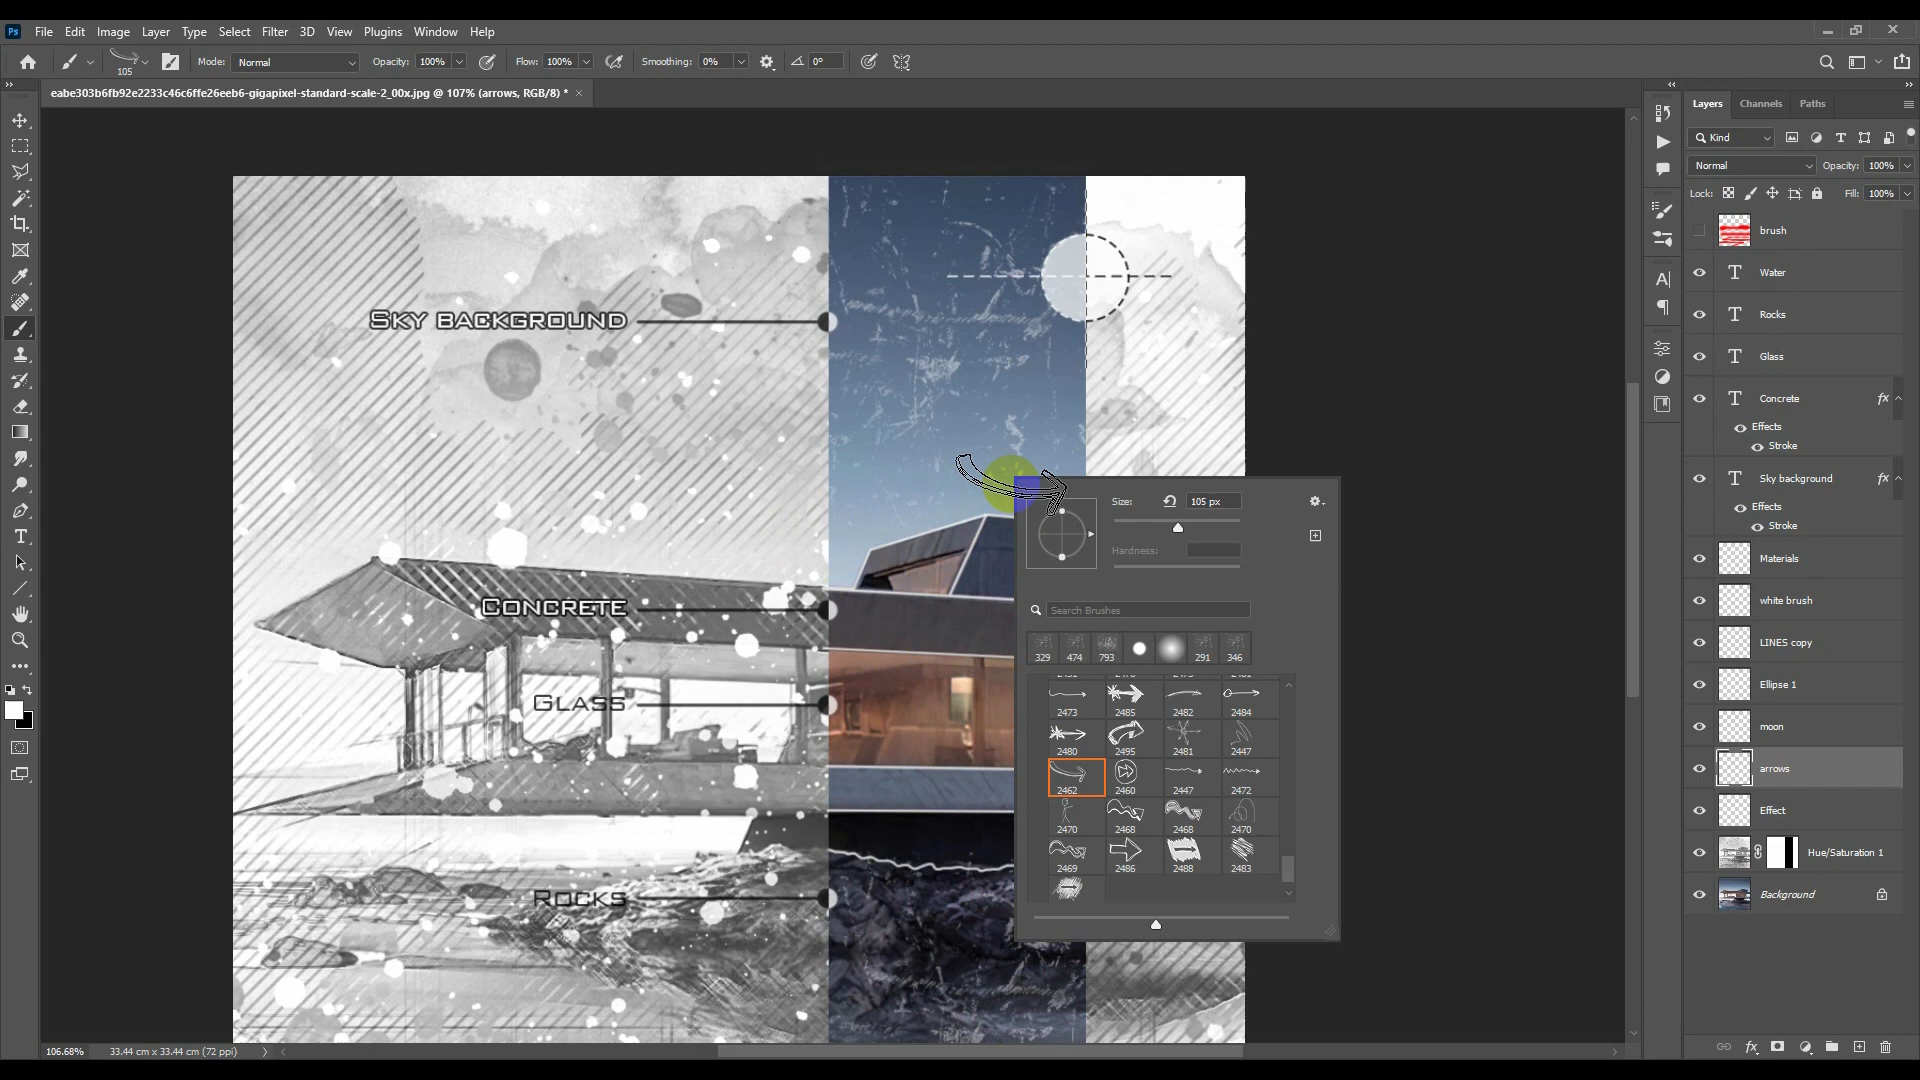 Ps File Edit Image Layer Type Select Filter 3D View Plugins Window Help
105 Mode: Normal Opacity: 100% Flow: 100% Smoothing: 0% 0°
eabe303b6fb92e2233c46c6ffe26eeb6-gigapixel-standard-scale-2_00x.jpg @ 107% (arrows, RGB/8) *
Sky background
Concrete
Glass
Rocks
Size: 105 px
Hardness:
Search Brushes
329 474 793 291 346
2473 2485 2482 2484
2480 2495 2481 2447
2462 2460 2447 2472
2470 2468 2468 2470
2469 2486 2488 2483
Layers Channels Paths
Kind
Normal Opacity: 100%
Lock: Fill: 100%
brush
Water
Rocks
Glass
Concrete fx
Effects
Stroke
Sky background fx
Effects
Stroke
Materials
white brush
LINES copy
Ellipse 1
moon
arrows
Effect
Hue/Saturation 1
Background
106.68% 33.44 cm x 33.44 cm (72 ppi)